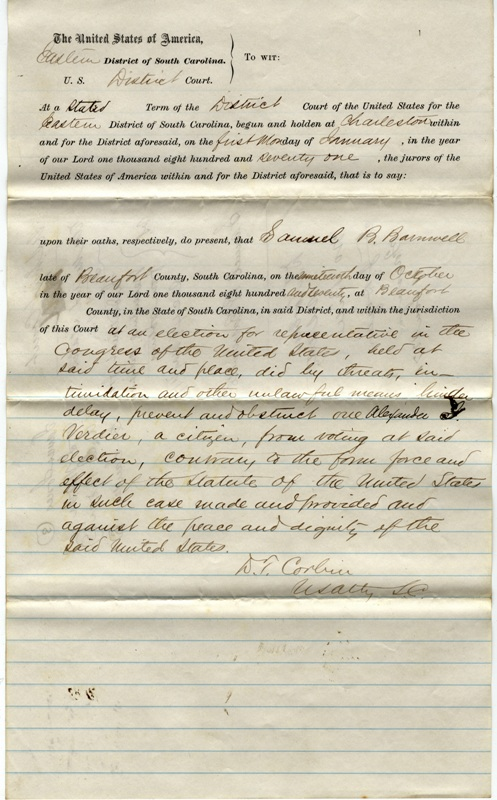 The United States of America,
Eastern District of South Carolina. } To wit:
U. S. District Court.
At a Stated Term of the District Court of the United States for the
Eastern District of South Carolina, begun and holden at Charleston within
and for the District aforesaid, on the first Monday of January, in the year
of our Lord one thousand eight hundred and seventy one, the jurors of the
United States of America within and for the District aforesaid, that is to say:
upon their oaths, respectively, do present, that Samuel B. Barnwell
late of Beaufort County, South Carolina, on the nineteenth day of October
in the year of our Lord one thousand eight hundred and seventy, at Beaufort
County, in the State of South Carolina, in said District, and within the jurisdiction
of this Court at an election for representative in the
Congress of the United States, held at
said time and place, did by threats, in-
timidation and other unlawful means hinder
delay, prevent and obstruct one Alexander
Verdier, a citizen, from voting at said
election, contrary to the form force and
effect of the statute of the United States
in such case made and provided and
against the peace and dignity of the
said United States.
D.T. Corbin
US Atty S.C.